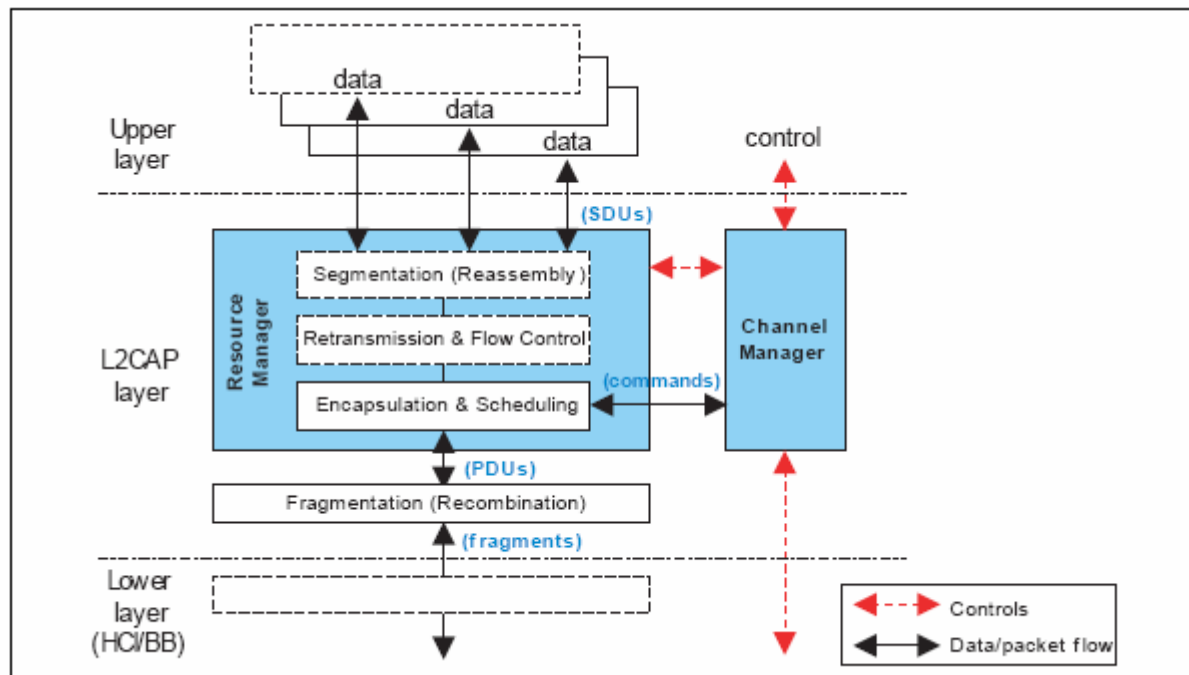 data
data
data
Upper
layer
control
(SDUs)
Segmentation (Reassembly)
Retransmission & Flow Control
Encapsulation & Scheduling
Resource
Manager
Channel
Manager
L2CAP
layer
(commands)
(PDUs)
Fragmentation (Recombination)
(fragments)
Lower
layer
(HCI/BB)
Controls
Data/packet flow